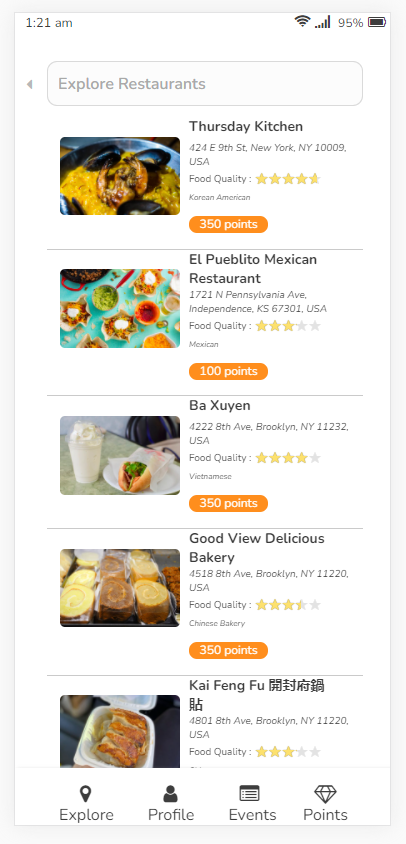 1:21 am
95%
Explore Restaurants
Thursday Kitchen
424 E 9th St, New York, NY 10009,
USA
Food Quality :
Korean American
350 points
El Pueblito Mexican
Restaurant
1721 N Pennsylvania Ave,
Independence, KS 67301, USA
Food Quality :
Mexican
100 points
Ba Xuyen
4222 8th Ave, Brooklyn, NY 11232,
USA
Food Quality :
Vietnamese
350 points
Good View Delicious
Bakery
4518 8th Ave, Brooklyn, NY 11220,
USA
Food Quality :
Chinese Bakery
350 points
Kai Feng Fu 開封府鍋
貼
4801 8th Ave, Brooklyn, NY 11220,
USA
Food Quality :
Explore Profile Events Points